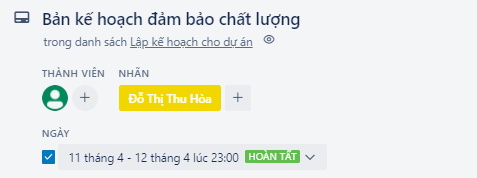 Bản kế hoạch đảm bảo chất lượng
trong danh sách Lập kế hoạch cho dự án
THÀNH VIÊN NHÃN
+ Đỗ Thị Thu Hòa +
NGÀY
11 tháng 4 - 12 tháng 4 lúc 23:00 HOÀN TẤT